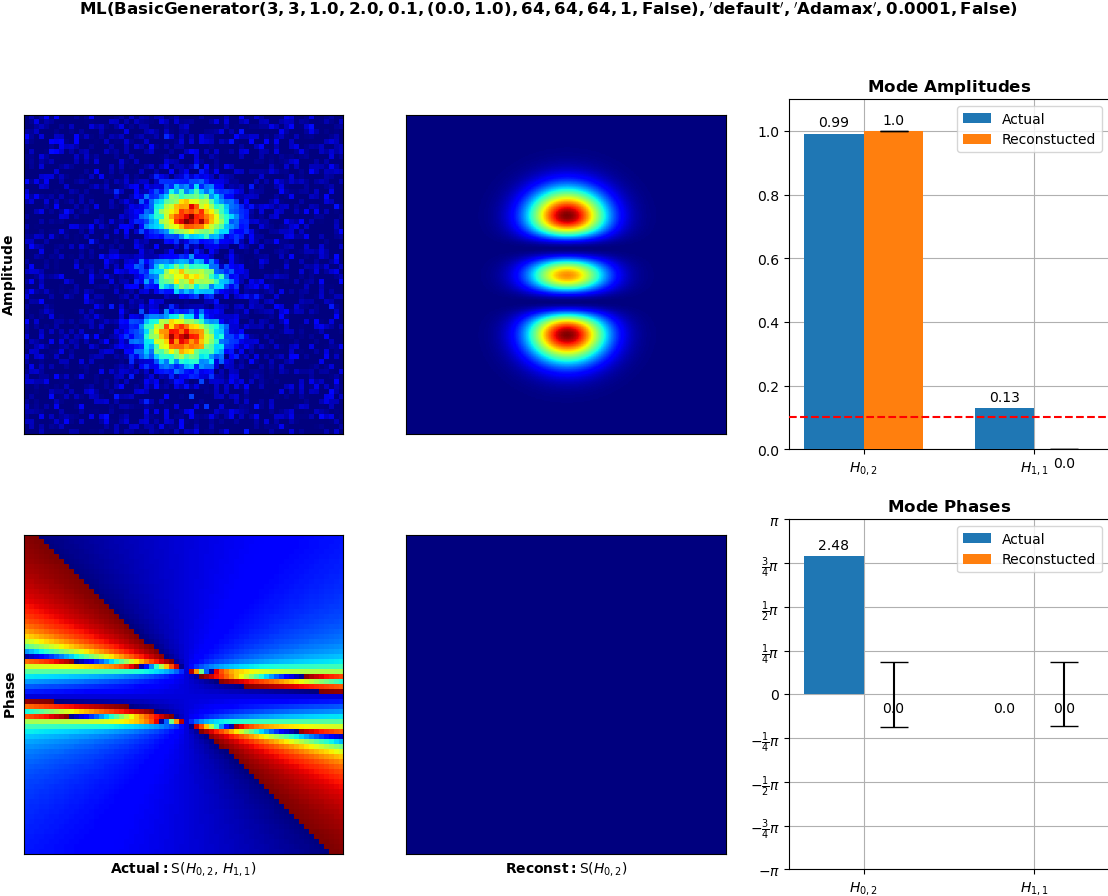 ML(BasicGenerator(3, 3, 1.0, 2.0, 0.1, (0.0, 1.0), 64, 64, 64, 1, False), ′default′, ′Adamax′, 0.0001, False)
Amplitude
Mode Amplitudes
Actual
Reconstucted
0.99
1.0
0.13
0.0
1.0
0.8
0.6
0.4
0.2
0.0
H₀,₂
H₁,₁
Phase
Actual: S(H₀,₂, H₁,₁)
Reconst: S(H₀,₂)
Mode Phases
Actual
Reconstucted
2.48
0.0
0.0
0.0
π
3/4π
1/2π
1/4π
0
−1/4π
−1/2π
−3/4π
−π
H₀,₂
H₁,₁